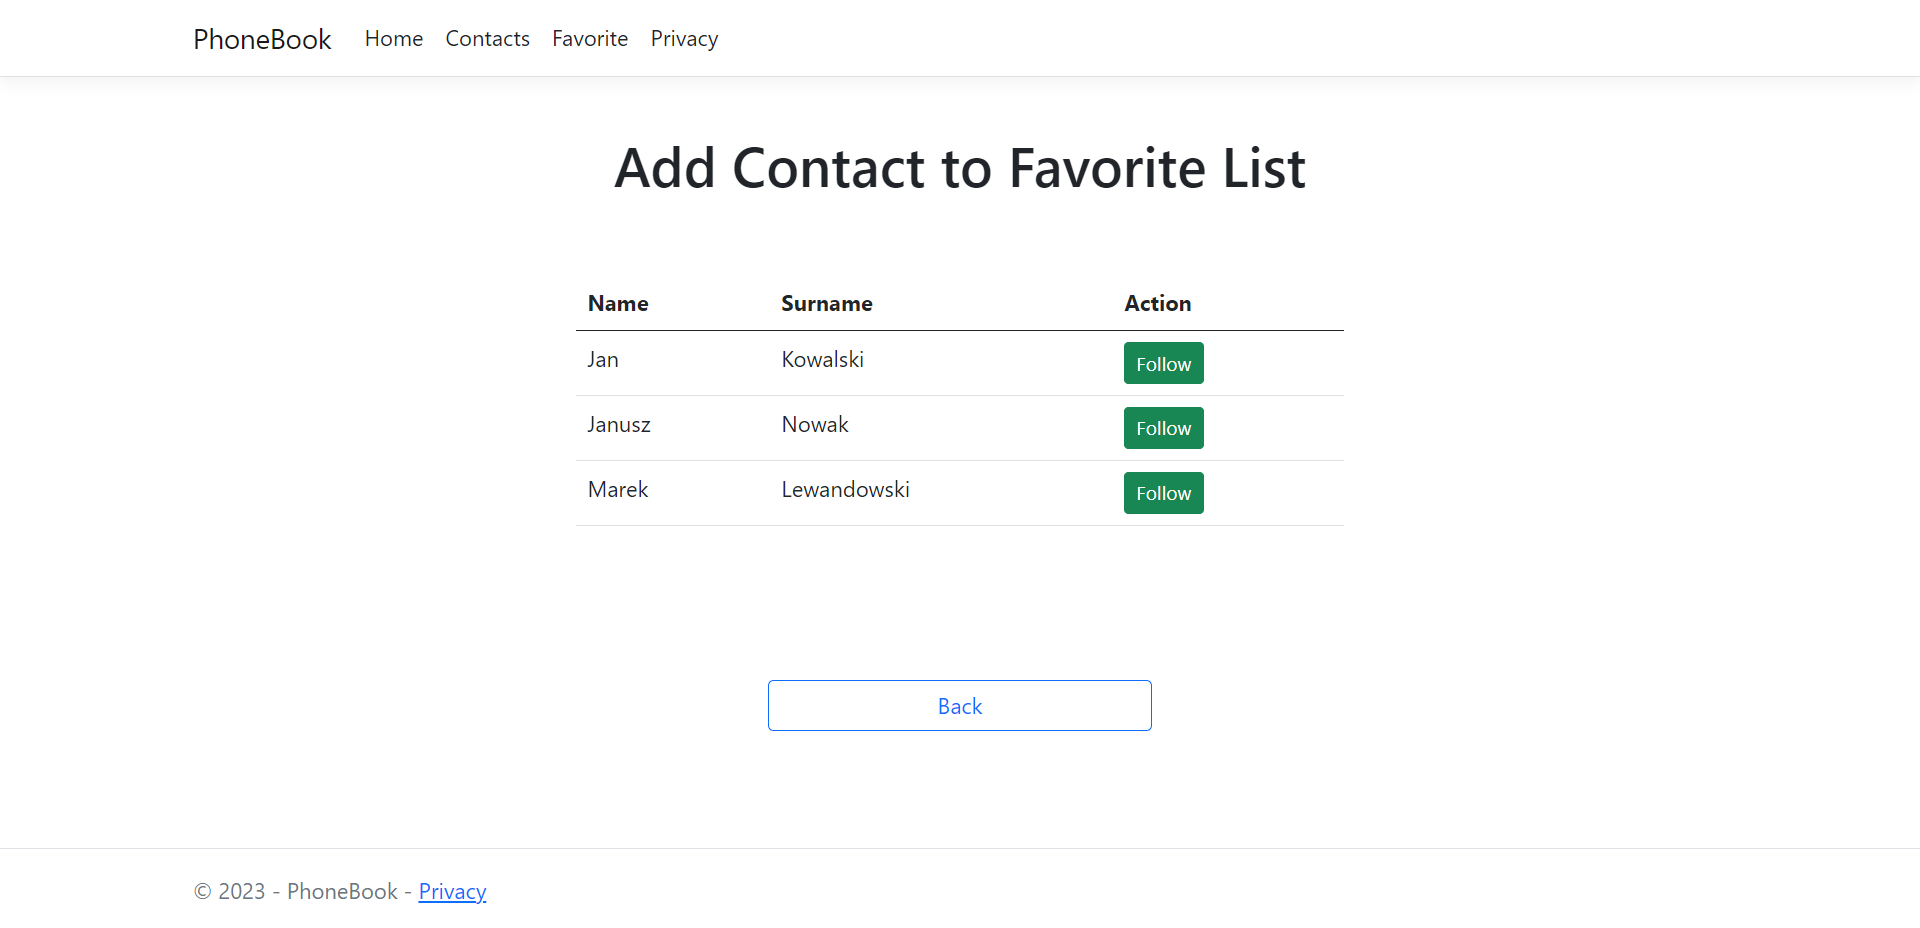 PhoneBook Home Contacts Favorite Privacy
Add Contact to Favorite List
Name Surname Action
Jan Kowalski Follow
Janusz Nowak Follow
Marek Lewandowski Follow
Back
© 2023 - PhoneBook - Privacy